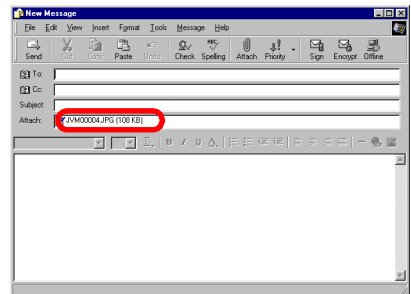 New Message
File Edit View Insert Format Tools Message Help
Send Cut Copy Paste Undo Check Spelling Attach Priority Sign Encrypt Offline
To:
Cc:
Subject:
Attach: JVM00004.JPG (108 KB)
B I U A